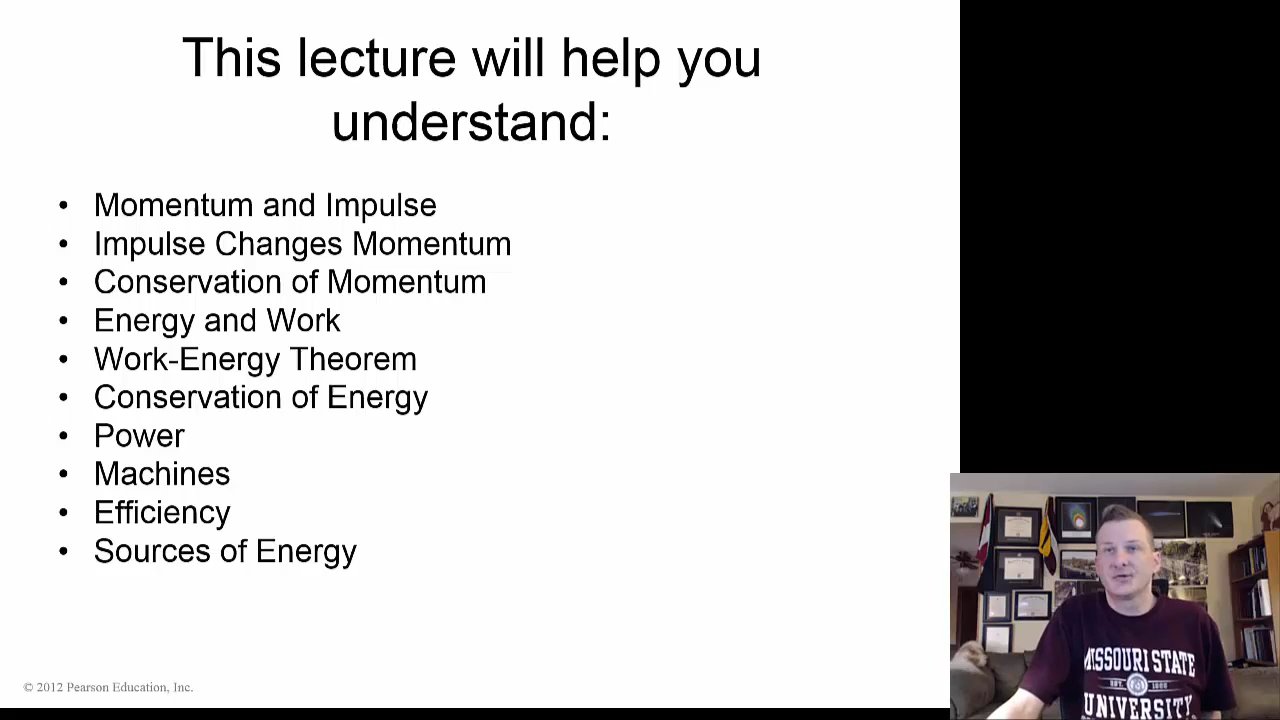 This lecture will help you
understand:
• Momentum and Impulse
• Impulse Changes Momentum
• Conservation of Momentum
• Energy and Work
• Work-Energy Theorem
• Conservation of Energy
• Power
• Machines
• Efficiency
• Sources of Energy
© 2012 Pearson Education, Inc.
MISSOURI STATE
UNIVERSITY